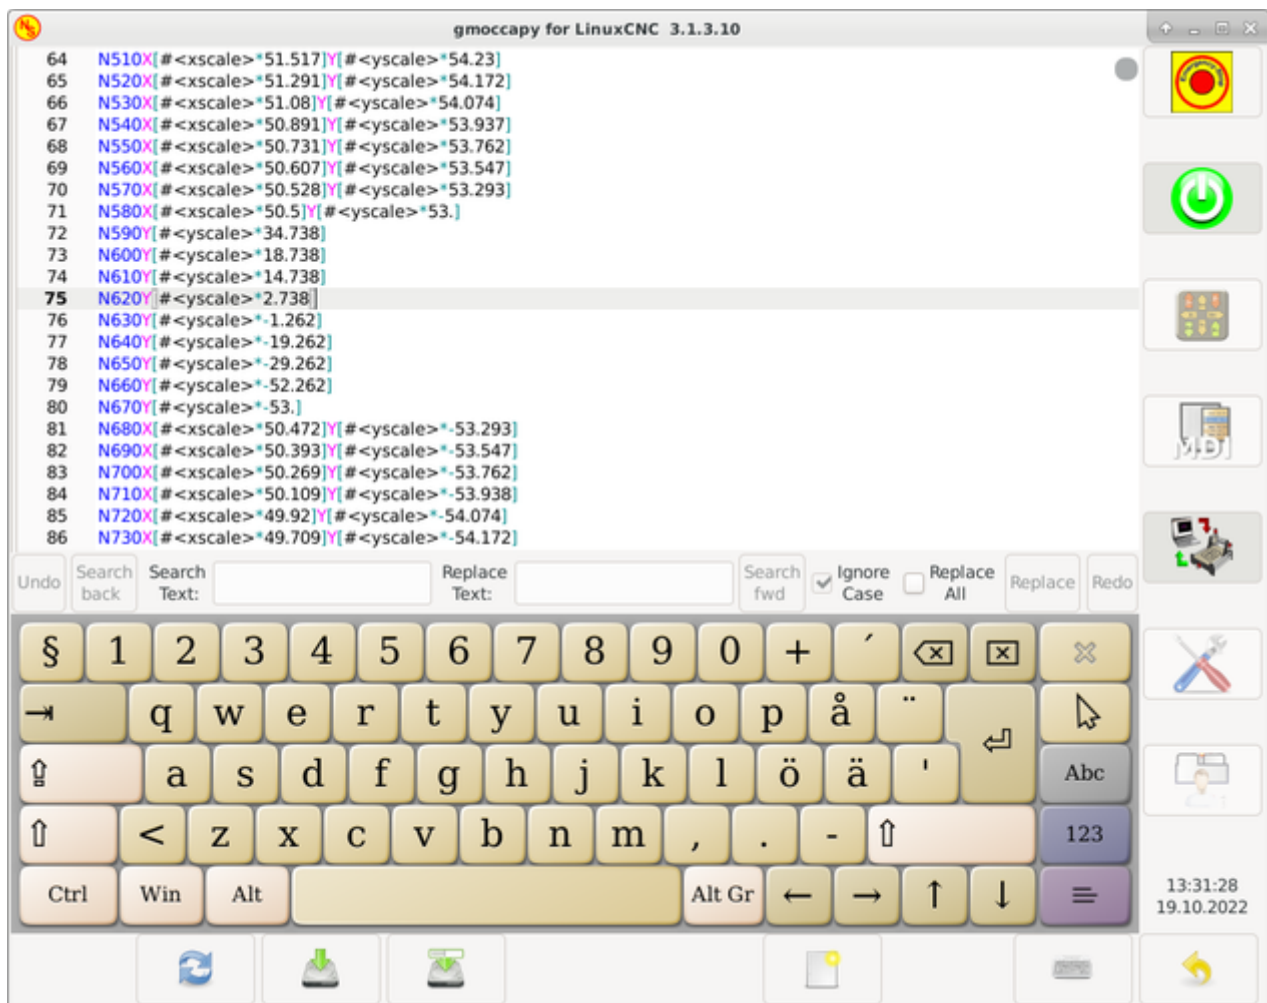 gmoccapy for LinuxCNC 3.1.3.10
64 N510X[#<xscale>*51.517]Y[#<yscale>*54.23]
65 N520X[#<xscale>*51.291]Y[#<yscale>*54.172]
66 N530X[#<xscale>*51.08]Y[#<yscale>*54.074]
67 N540X[#<xscale>*50.891]Y[#<yscale>*53.937]
68 N550X[#<xscale>*50.731]Y[#<yscale>*53.762]
69 N560X[#<xscale>*50.607]Y[#<yscale>*53.547]
70 N570X[#<xscale>*50.528]Y[#<yscale>*53.293]
71 N580X[#<xscale>*50.5]Y[#<yscale>*53.]
72 N590Y[#<yscale>*34.738]
73 N600Y[#<yscale>*18.738]
74 N610Y[#<yscale>*14.738]
75 N620Y[#<yscale>*2.738]
76 N630Y[#<yscale>*-1.262]
77 N640Y[#<yscale>*-19.262]
78 N650Y[#<yscale>*-29.262]
79 N660Y[#<yscale>*-52.262]
80 N670Y[#<yscale>*-53.]
81 N680X[#<xscale>*50.472]Y[#<yscale>*-53.293]
82 N690X[#<xscale>*50.393]Y[#<yscale>*-53.547]
83 N700X[#<xscale>*50.269]Y[#<yscale>*-53.762]
84 N710X[#<xscale>*50.109]Y[#<yscale>*-53.938]
85 N720X[#<xscale>*49.92]Y[#<yscale>*-54.074]
86 N730X[#<xscale>*49.709]Y[#<yscale>*-54.172]
Emergency Stop
MDI
Undo
Search
back
Search
Text:
Replace
Text:
Search
fwd
Ignore
Case
Replace
All
Replace
Redo
§ 1 2 3 4 5 6 7 8 9 0 + ´
q w e r t y u i o p å ¨
a s d f g h j k l ö ä ' Abc
< z x c v b n m , . - 123
Ctrl Win Alt Alt Gr ← → ↑ ↓
13:31:28
19.10.2022